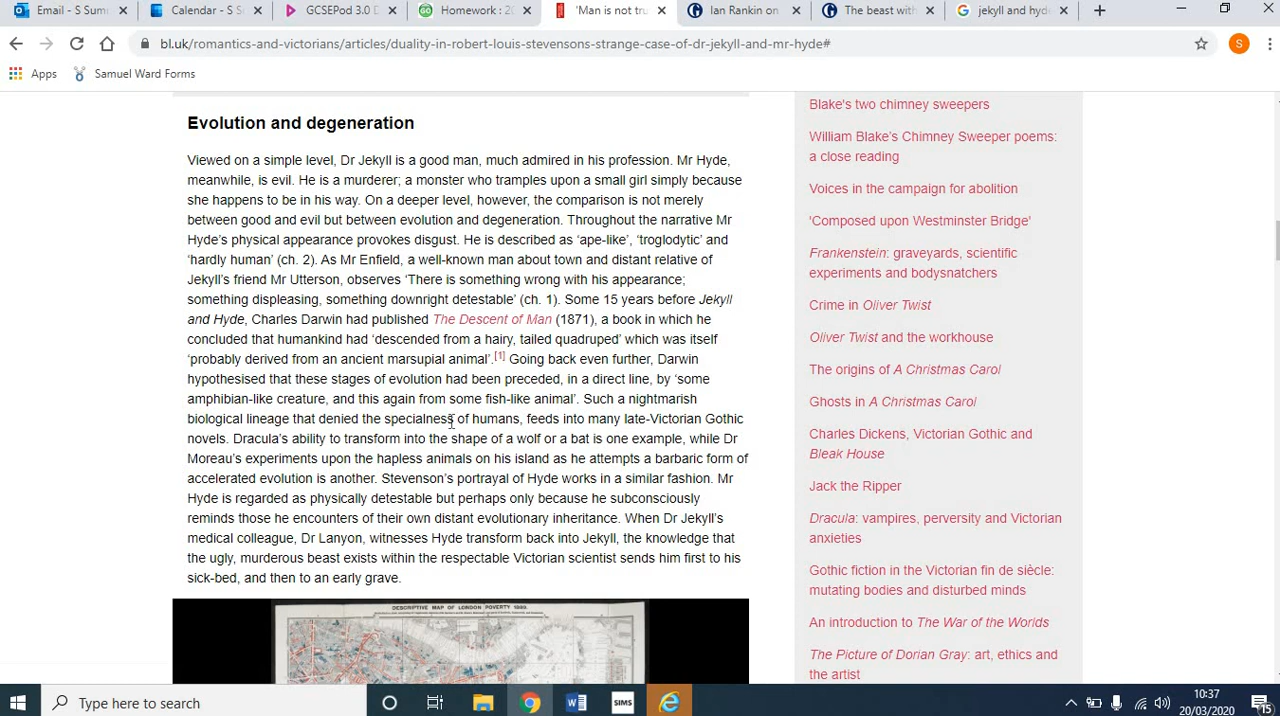 Email - S Sum
Calendar - S S
GCSEPod 3.0 D
Homework : 20
'Man is not tru
Ian Rankin on
The beast with
jekyll and hyde
bl.uk/romantics-and-victorians/articles/duality-in-robert-louis-stevensons-strange-case-of-dr-jekyll-and-mr-hyde#
S
Apps
Samuel Ward Forms
Evolution and degeneration
Viewed on a simple level, Dr Jekyll is a good man, much admired in his profession. Mr Hyde,
meanwhile, is evil. He is a murderer; a monster who tramples upon a small girl simply because
she happens to be in his way. On a deeper level, however, the comparison is not merely
between good and evil but between evolution and degeneration. Throughout the narrative Mr
Hyde's physical appearance provokes disgust. He is described as 'ape-like', 'troglodytic' and
'hardly human' (ch. 2). As Mr Enfield, a well-known man about town and distant relative of
Jekyll's friend Mr Utterson, observes 'There is something wrong with his appearance;
something displeasing, something downright detestable' (ch. 1). Some 15 years before Jekyll
and Hyde, Charles Darwin had published The Descent of Man (1871), a book in which he
concluded that humankind had 'descended from a hairy, tailed quadruped' which was itself
'probably derived from an ancient marsupial animal'.[1] Going back even further, Darwin
hypothesised that these stages of evolution had been preceded, in a direct line, by 'some
amphibian-like creature, and this again from some fish-like animal'. Such a nightmarish
biological lineage that denied the specialness of humans, feeds into many late-Victorian Gothic
novels. Dracula's ability to transform into the shape of a wolf or a bat is one example, while Dr
Moreau's experiments upon the hapless animals on his island as he attempts a barbaric form of
accelerated evolution is another. Stevenson's portrayal of Hyde works in a similar fashion. Mr
Hyde is regarded as physically detestable but perhaps only because he subconsciously
reminds those he encounters of their own distant evolutionary inheritance. When Dr Jekyll's
medical colleague, Dr Lanyon, witnesses Hyde transform back into Jekyll, the knowledge that
the ugly, murderous beast exists within the respectable Victorian scientist sends him first to his
sick-bed, and then to an early grave.
DESCRIPTIVE MAP OF LONDON POVERTY 1889.
Blake's two chimney sweepers
William Blake's Chimney Sweeper poems:
a close reading
Voices in the campaign for abolition
'Composed upon Westminster Bridge'
Frankenstein: graveyards, scientific
experiments and bodysnatchers
Crime in Oliver Twist
Oliver Twist and the workhouse
The origins of A Christmas Carol
Ghosts in A Christmas Carol
Charles Dickens, Victorian Gothic and
Bleak House
Jack the Ripper
Dracula: vampires, perversity and Victorian
anxieties
Gothic fiction in the Victorian fin de siècle:
mutating bodies and disturbed minds
An introduction to The War of the Worlds
The Picture of Dorian Gray: art, ethics and
the artist
Type here to search
SIMS
10:37
20/03/2020
15